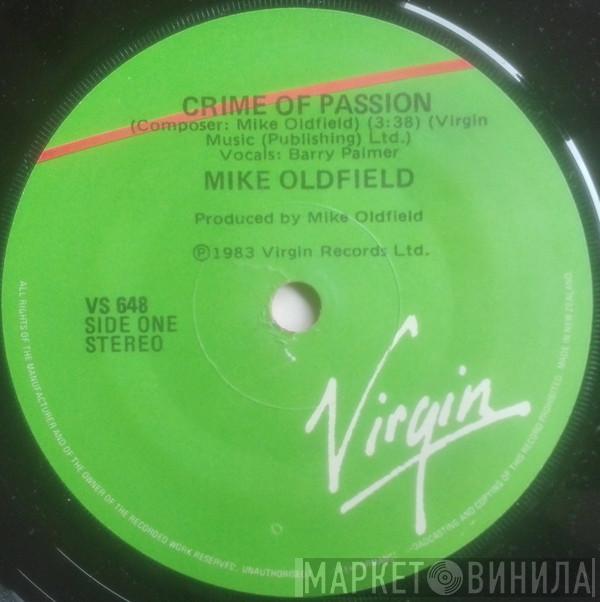 CRIME OF PASSION
(Composer: Mike Oldfield) (3:38) (Virgin
Music (Publishing) Ltd.)
Vocals: Barry Palmer
MIKE OLDFIELD
Produced by Mike Oldfield
℗1983 Virgin Records Ltd.
VS 648
SIDE ONE
STEREO
Virgin
ALL RIGHTS OF THE MANUFACTURER AND OF THE OWNER OF THE RECORDED WORK RESERVED. UNAUTHORISED BROADCASTING AND COPYING OF THIS RECORD PROHIBITED. MADE IN NEW ZEALAND.
МАРКЕТ ВИНИЛА